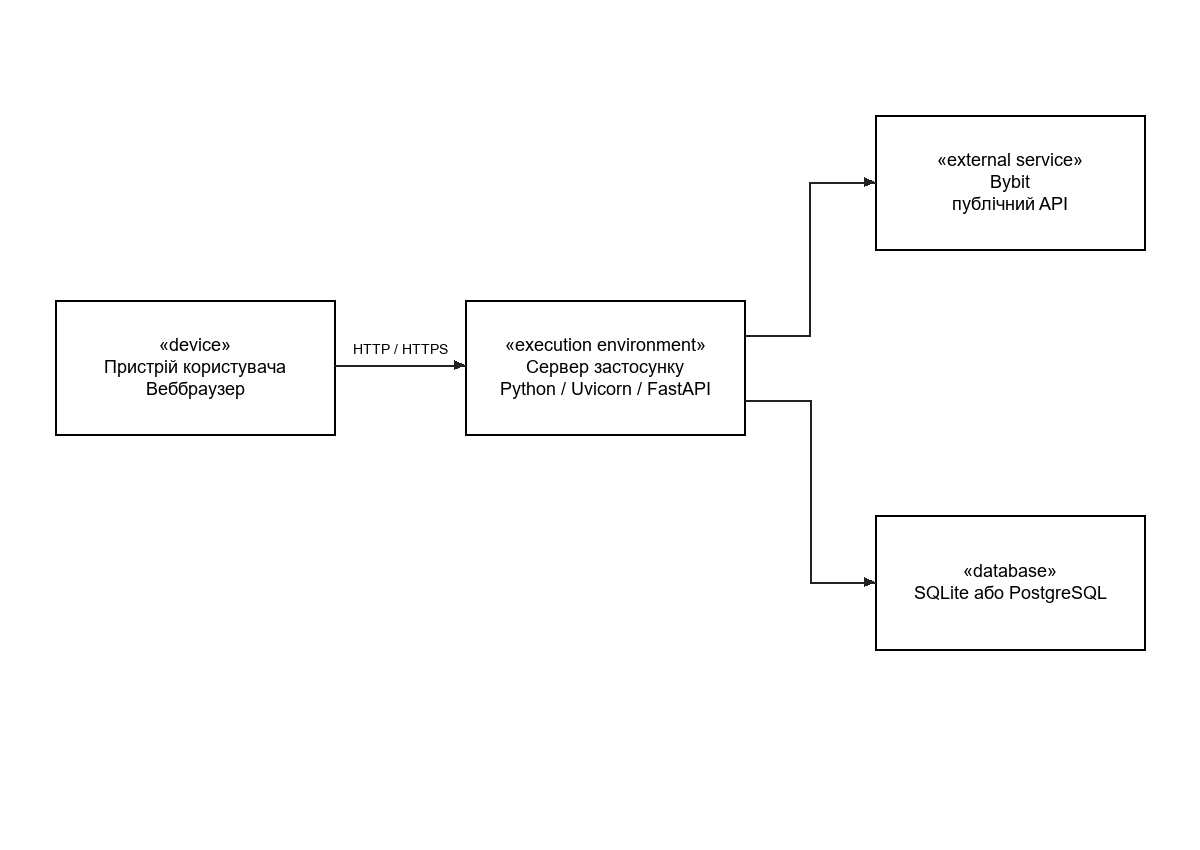 «device»
Пристрій користувача
Веббраузер
HTTP / HTTPS
«execution environment»
Сервер застосунку
Python / Uvicorn / FastAPI
«external service»
Bybit
публічний API
«database»
SQLite або PostgreSQL